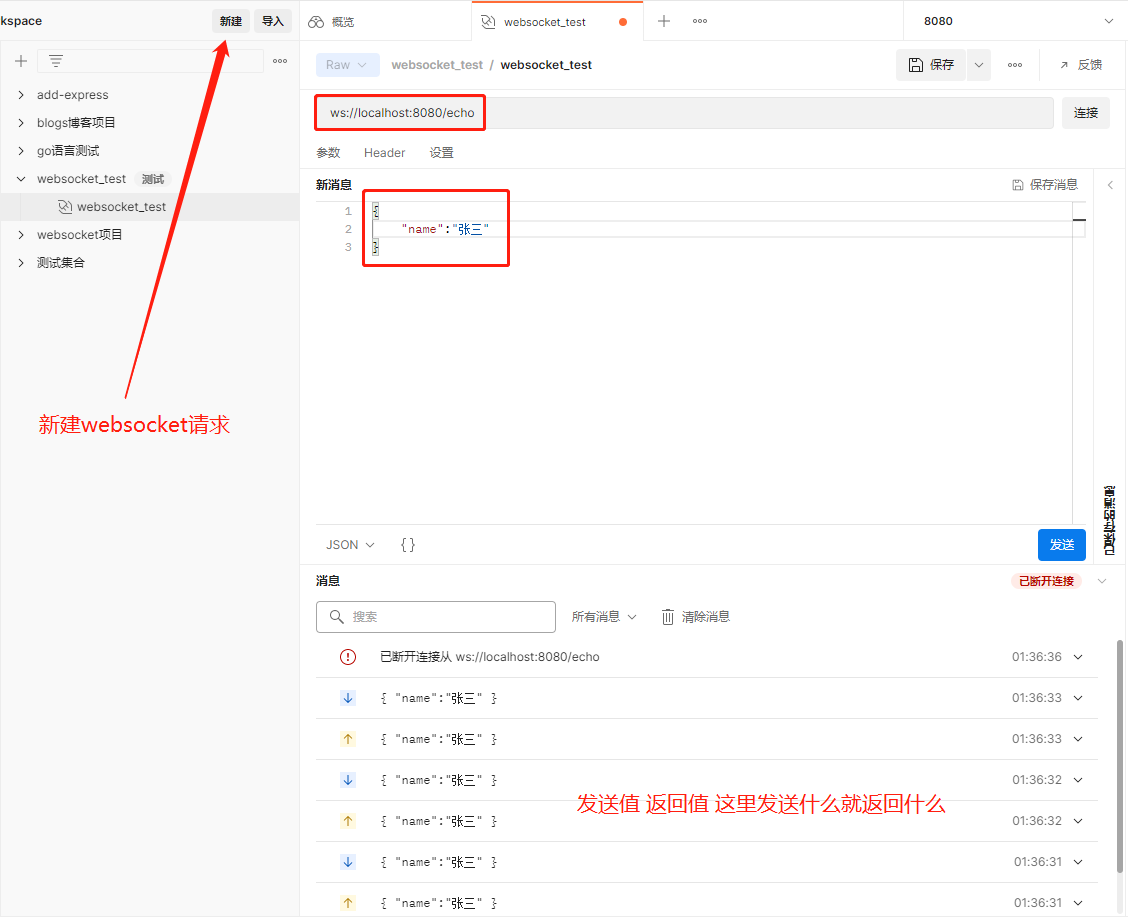 kspace 新建 导入 概览 websocket_test 8080
Raw websocket_test / websocket_test 保存 反馈
add-express
blogs博客项目
go语言测试
websocket_test 测试
websocket_test
websocket项目
测试集合
新建websocket请求
ws://localhost:8080/echo 连接
参数 Header 设置
新消息 保存消息
1 {
2 "name":"张三"
3 }
已保存的消息
JSON {} 发送
消息 已断开连接
搜索 所有消息 清除消息
已断开连接从 ws://localhost:8080/echo 01:36:36
{ "name":"张三" } 01:36:33
{ "name":"张三" } 01:36:33
{ "name":"张三" } 01:36:32
发送值 返回值 这里发送什么就返回什么
{ "name":"张三" } 01:36:32
{ "name":"张三" } 01:36:31
{ "name":"张三" } 01:36:31